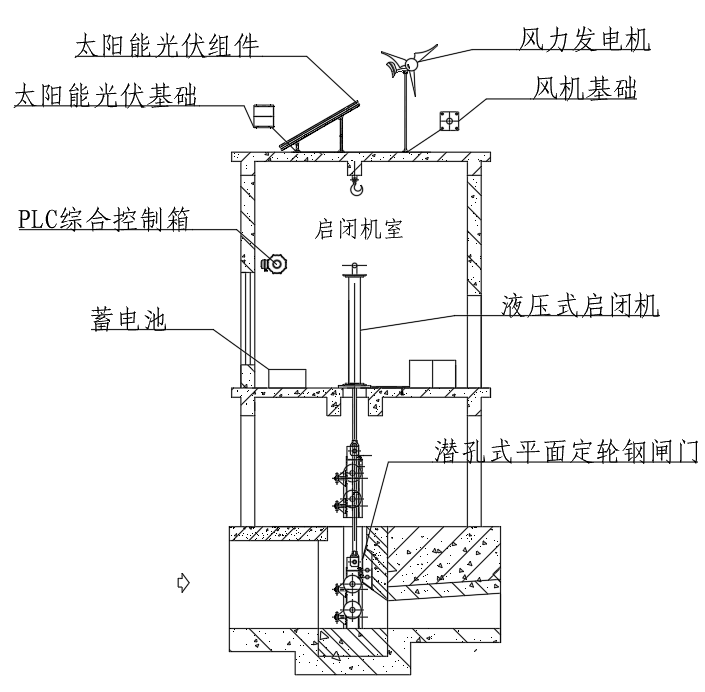 太阳能光伏组件
风力发电机
太阳能光伏基础
风机基础
PLC综合控制箱
启闭机室
蓄电池
液压式启闭机
潜孔式平面定轮钢闸门